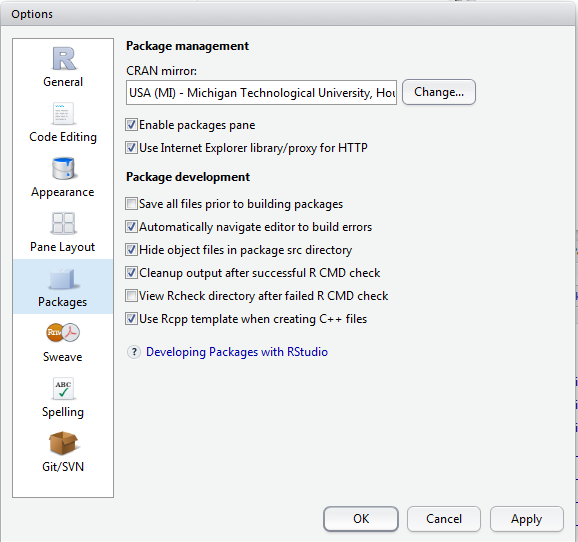 Options
General
Code Editing
Appearance
Pane Layout
Packages
Rnw
Sweave
ABC
Spelling
Git/SVN
Package management
CRAN mirror:
USA (MI) - Michigan Technological University, Hou
Change...
Enable packages pane
Use Internet Explorer library/proxy for HTTP
Package development
Save all files prior to building packages
Automatically navigate editor to build errors
Hide object files in package src directory
Cleanup output after successful R CMD check
View Rcheck directory after failed R CMD check
Use Rcpp template when creating C++ files
? Developing Packages with RStudio
OK
Cancel
Apply